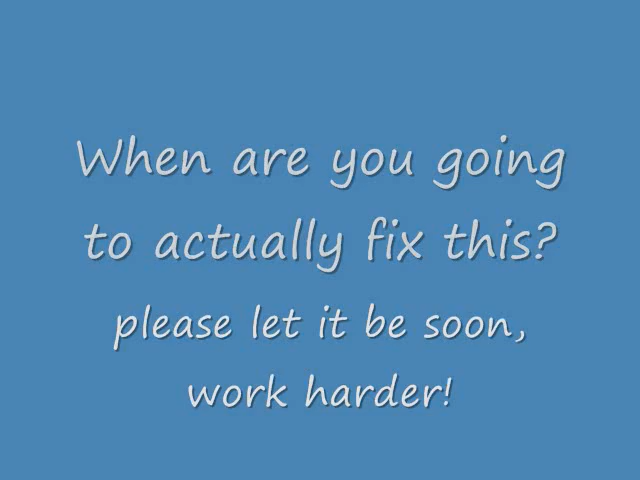 When are you going
to actually fix this?
please let it be soon,
work harder!